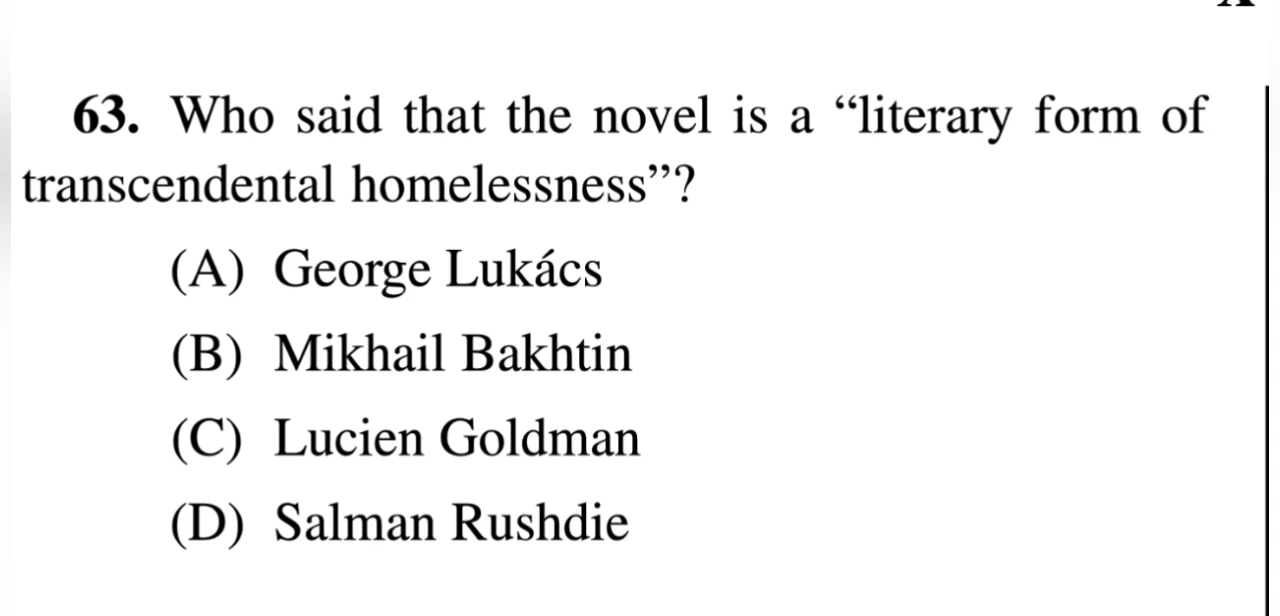 63. Who said that the novel is a “literary form of
transcendental homelessness”?
(A) George Lukács
(B) Mikhail Bakhtin
(C) Lucien Goldman
(D) Salman Rushdie